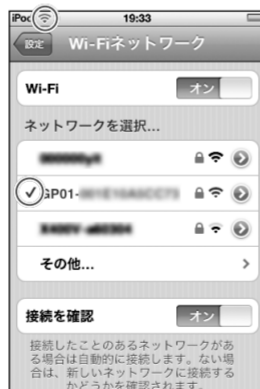 iPod 19:33
設定 Wi-Fiネットワーク
Wi-Fi オン
ネットワークを選択...
GP01-
その他...
接続を確認 オン
接続したことのあるネットワークがあ
る場合は自動的に接続します。ない場
合は、新しいネットワークに接続する
かどうかを確認されます。